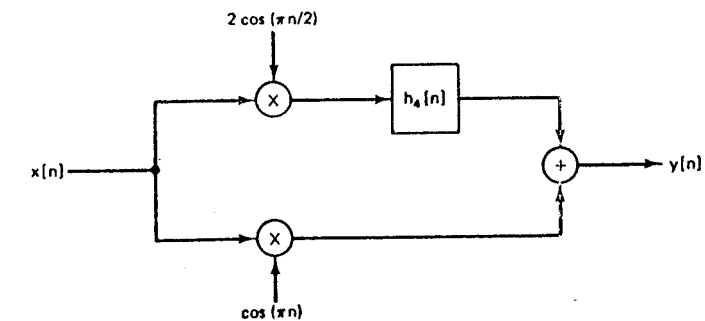 2 cos (πn/2)
X
h₄[n]
x[n]
+
y[n]
X
cos (πn)